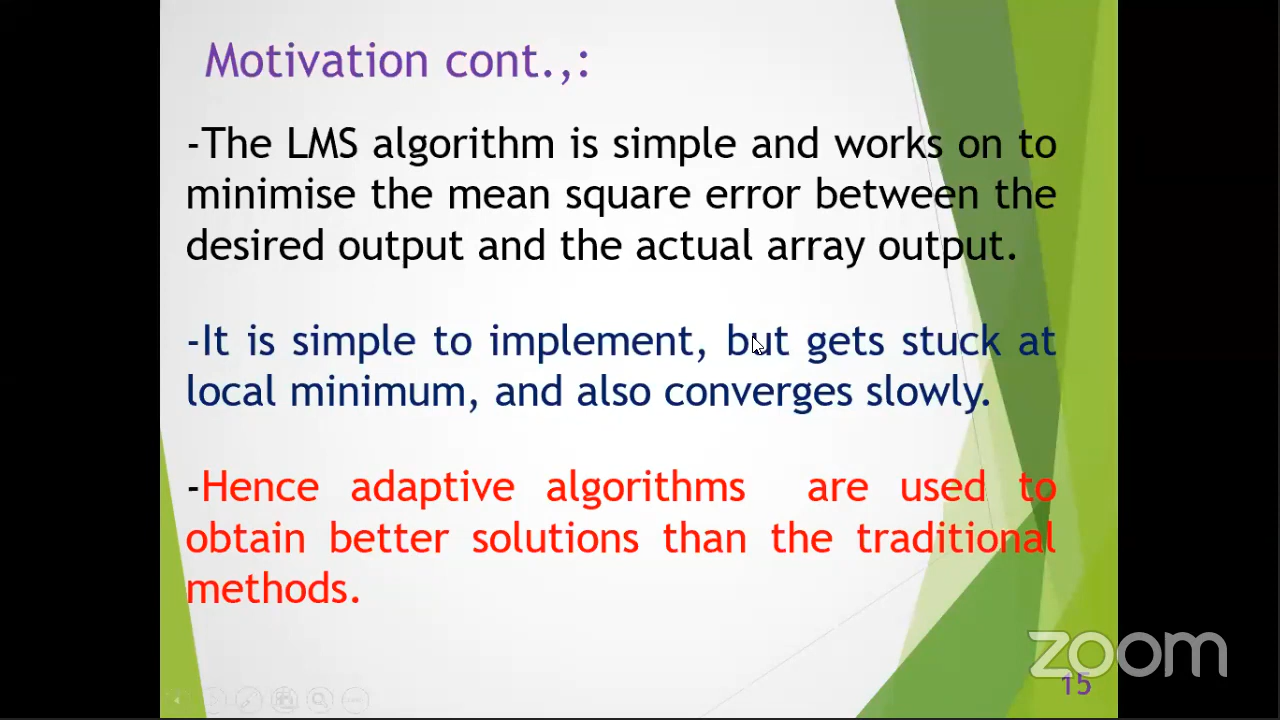 Motivation cont.,:
-The LMS algorithm is simple and works on to
minimise the mean square error between the
desired output and the actual array output.
-It is simple to implement, but gets stuck at
local minimum, and also converges slowly.
-Hence adaptive algorithms are used to
obtain better solutions than the traditional
methods.
zoom
15